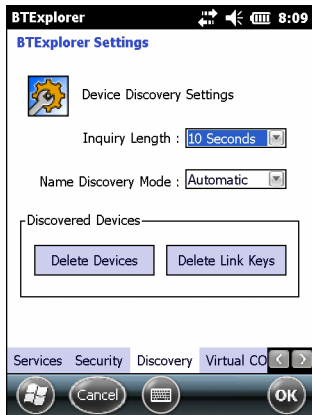 BTExplorer 8:09
BTExplorer Settings
Device Discovery Settings
Inquiry Length : 10 Seconds
Name Discovery Mode : Automatic
Discovered Devices
Delete Devices Delete Link Keys
Services Security Discovery Virtual CO
Cancel OK